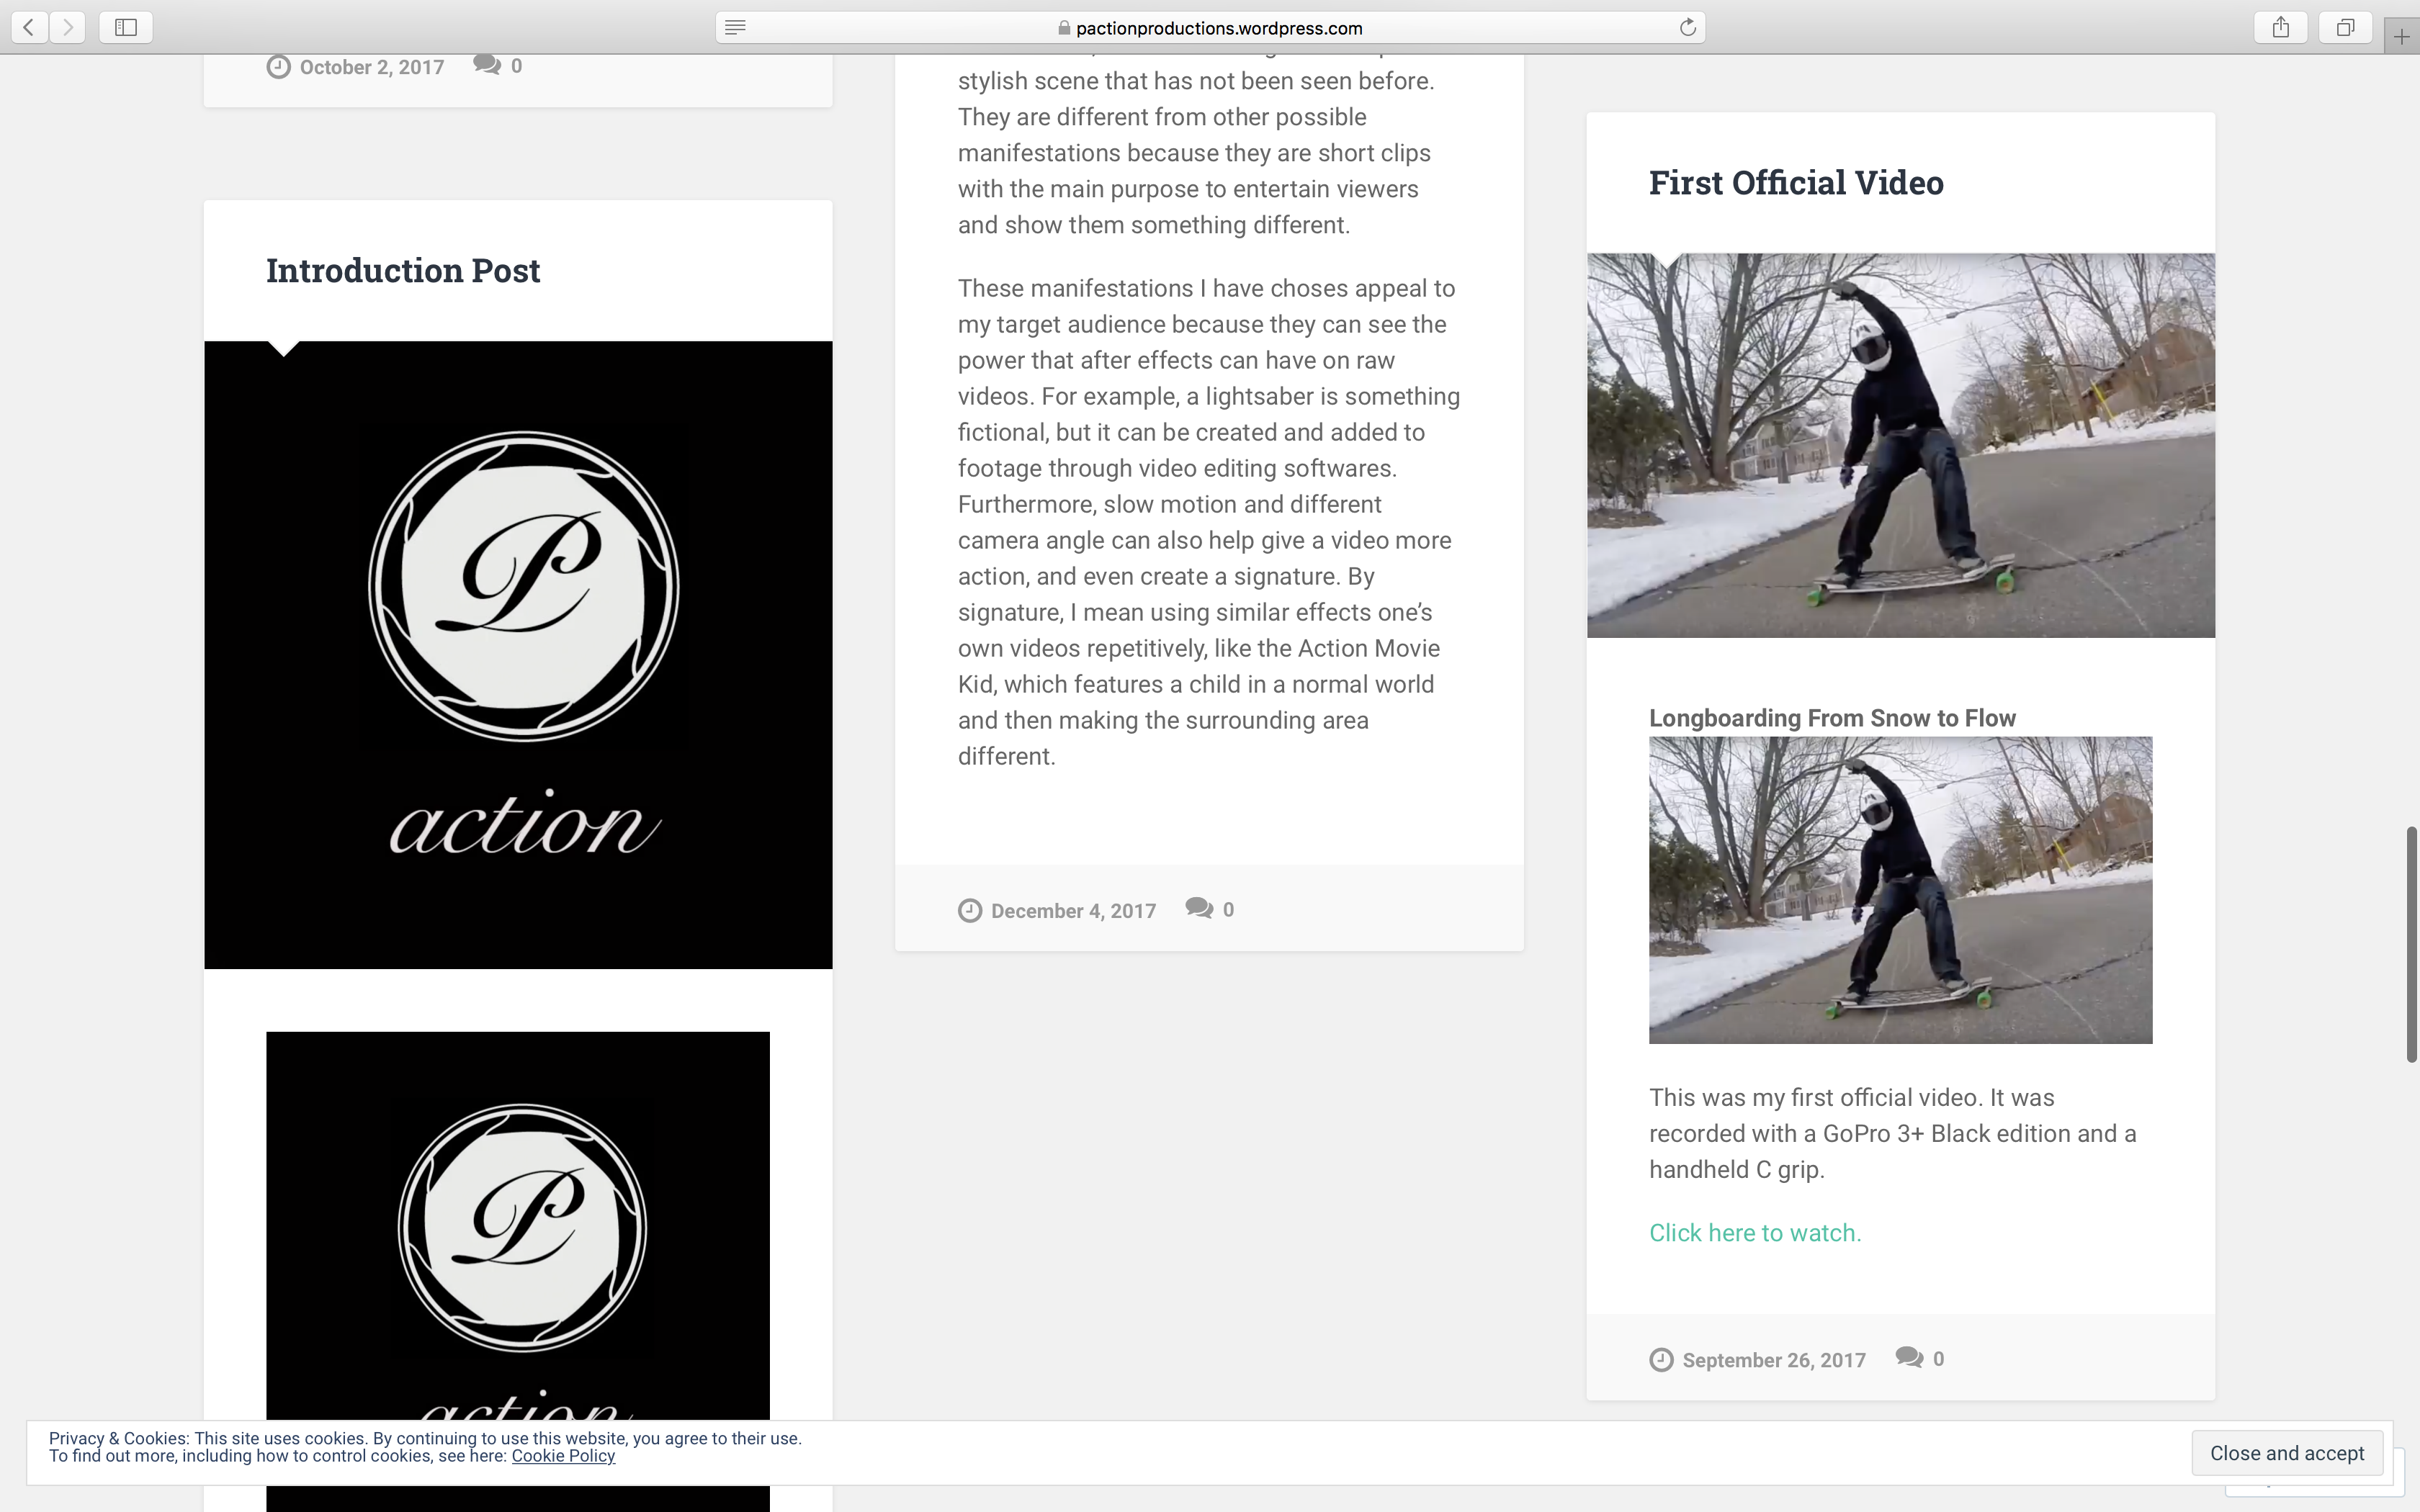 pactionproductions.wordpress.com
October 2, 2017 0
Introduction Post
P
action
P
action
stylish scene that has not been seen before.
They are different from other possible
manifestations because they are short clips
with the main purpose to entertain viewers
and show them something different.
These manifestations I have choses appeal to
my target audience because they can see the
power that after effects can have on raw
videos. For example, a lightsaber is something
fictional, but it can be created and added to
footage through video editing softwares.
Furthermore, slow motion and different
camera angle can also help give a video more
action, and even create a signature. By
signature, I mean using similar effects one’s
own videos repetitively, like the Action Movie
Kid, which features a child in a normal world
and then making the surrounding area
different.
December 4, 2017 0
First Official Video
Longboarding From Snow to Flow
This was my first official video. It was
recorded with a GoPro 3+ Black edition and a
handheld C grip.
Click here to watch.
September 26, 2017 0
Privacy & Cookies: This site uses cookies. By continuing to use this website, you agree to their use.
To find out more, including how to control cookies, see here: Cookie Policy
Close and accept